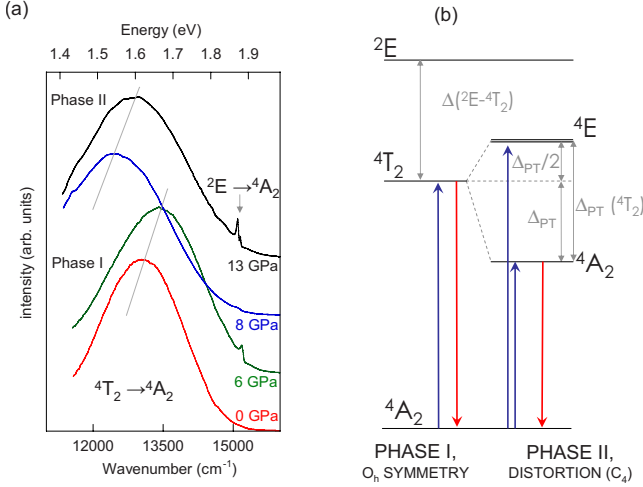 (a)
Energy (eV)
1.4 1.5 1.6 1.7 1.8 1.9
Phase II
²E →⁴A₂
13 GPa
Phase I
8 GPa
6 GPa
⁴T₂ →⁴A₂
0 GPa
intensity (arb. units)
12000 13500 15000
Wavenumber (cm⁻¹)
(b)
²E
Δ(²E-⁴T₂)
⁴E
⁴T₂
Δ_PT/2
Δ_PT (⁴T₂)
Δ_PT
⁴A₂
⁴A₂
PHASE I,
O_h SYMMETRY
PHASE II,
DISTORTION (C₄)